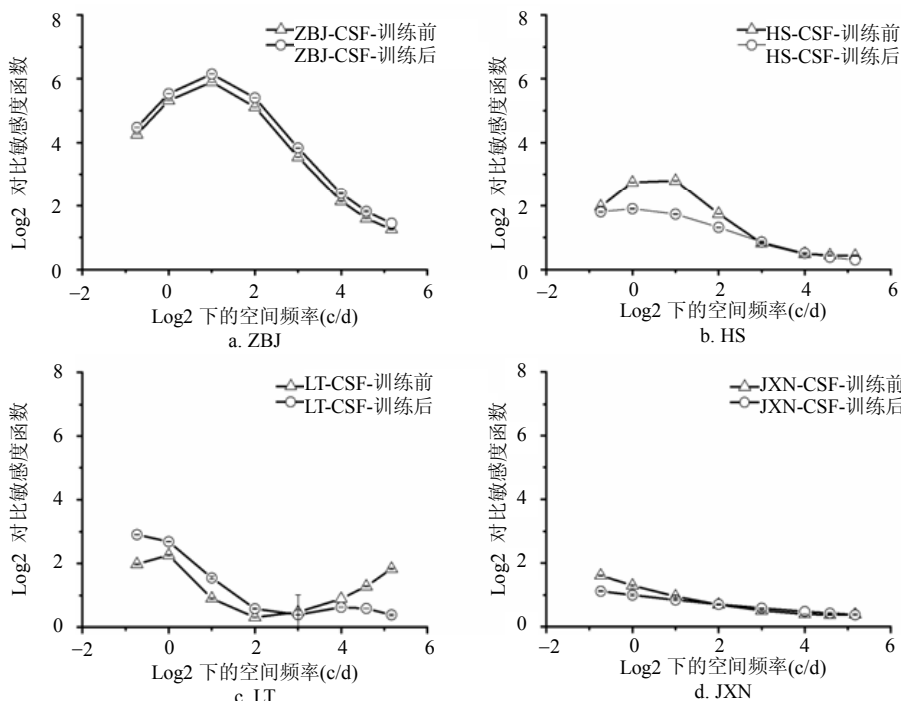 8
6
4
2
0
Log2 对比敏感度函数
ZBJ-CSF-训练前
ZBJ-CSF-训练后
−2 0 2 4 6
Log2 下的空间频率(c/d)
a. ZBJ
8
6
4
2
0
Log2 对比敏感度函数
HS-CSF-训练前
HS-CSF-训练后
−2 0 2 4 6
Log2 下的空间频率(c/d)
b. HS
8
6
4
2
0
Log2 对比敏感度函数
LT-CSF-训练前
LT-CSF-训练后
−2 0 2 4 6
Log2 下的空间频率(c/d)
c. LT
8
6
4
2
0
Log2 对比敏感度函数
JXN-CSF-训练前
JXN-CSF-训练后
−2 0 2 4 6
Log2 下的空间频率(c/d)
d. JXN